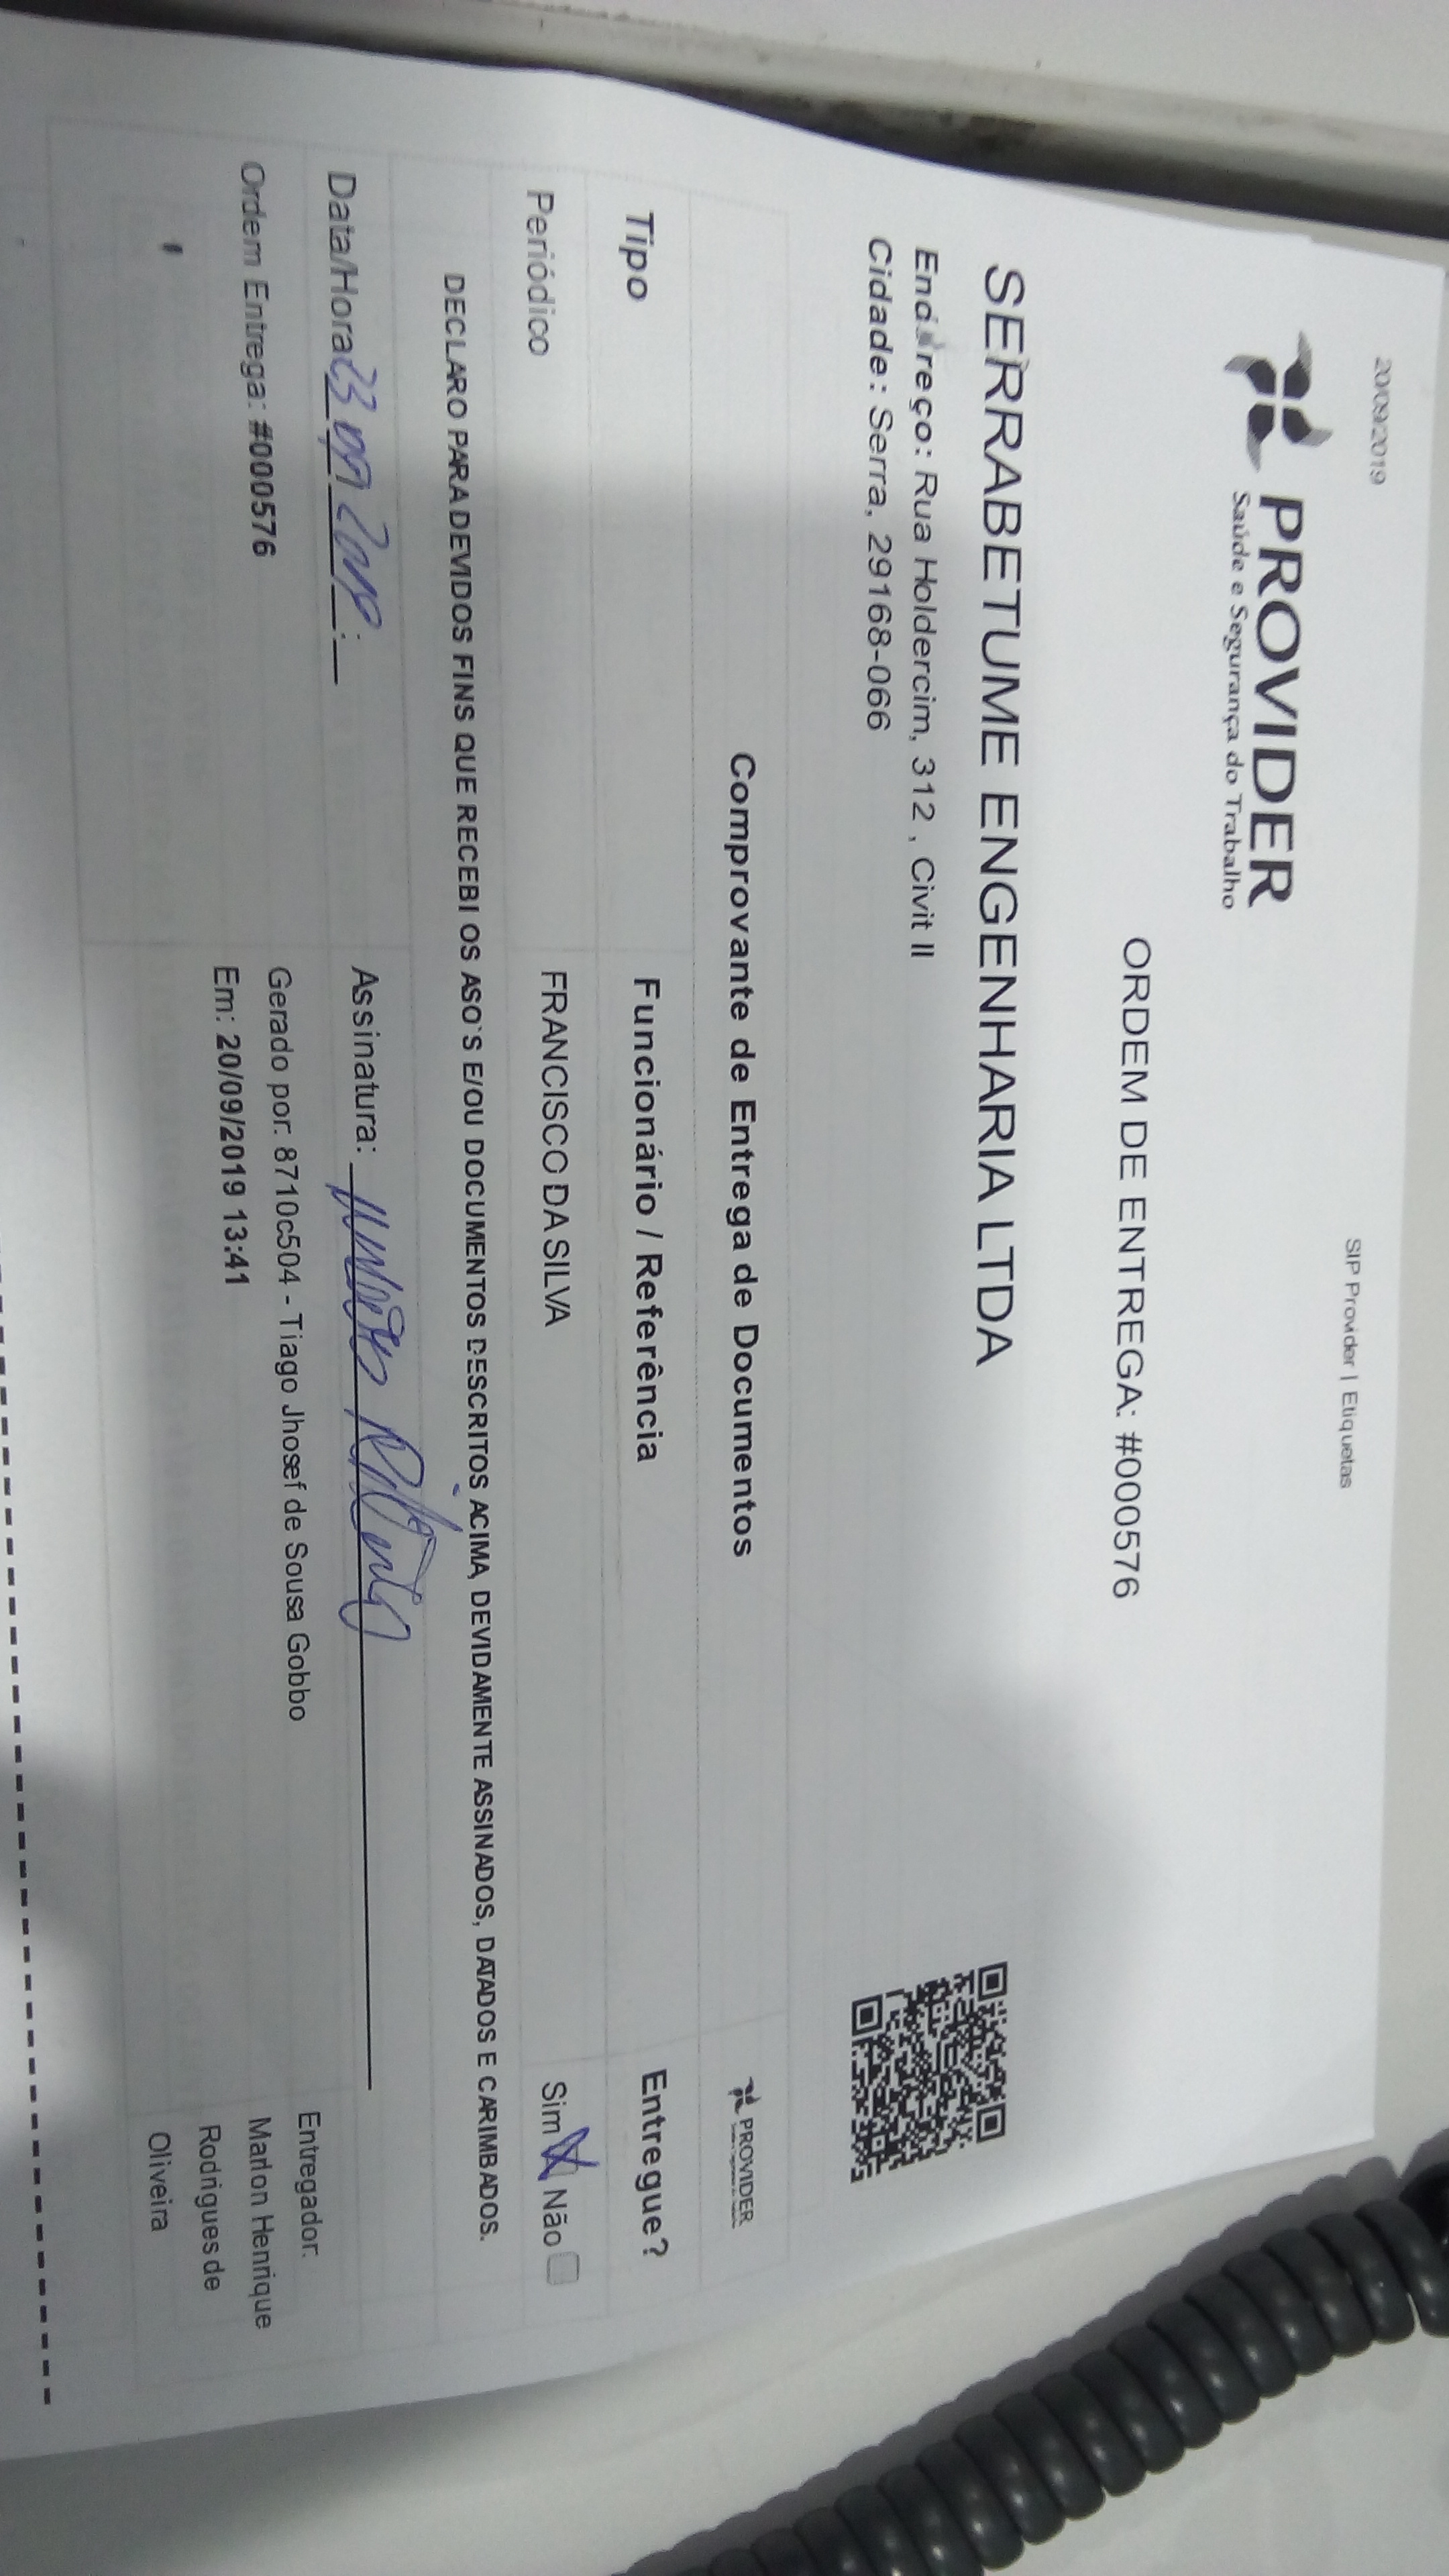 20/09/2019 SIP Provider | Etiquetas
PROVIDER
Saúde e Segurança do Trabalho
ORDEM DE ENTREGA: #000576
SERRABETUME ENGENHARIA LTDA
Endereço: Rua Holdercim, 312 , Civit II
Cidade: Serra, 29168-066
Comprovante de Entrega de Documentos PROVIDER
Tipo Funcionário / Referência Entregue?
Periódico FRANCISCO DA SILVA Sim X Não
DECLARO PARA DEVIDOS FINS QUE RECEBI OS ASO`S E/OU DOCUMENTOS DESCRITOS ACIMA, DEVIDAMENTE ASSINADOS, DATADOS E CARIMBADOS.
Data/Hora 23 09 2019 : Assinatura:
Ordem Entrega: #000576
Gerado por: 8710c504 - Tiago Jhosef de Sousa Gobbo
Em: 20/09/2019 13:41
Entregador:
Marlon Henrique
Rodrigues de
Oliveira